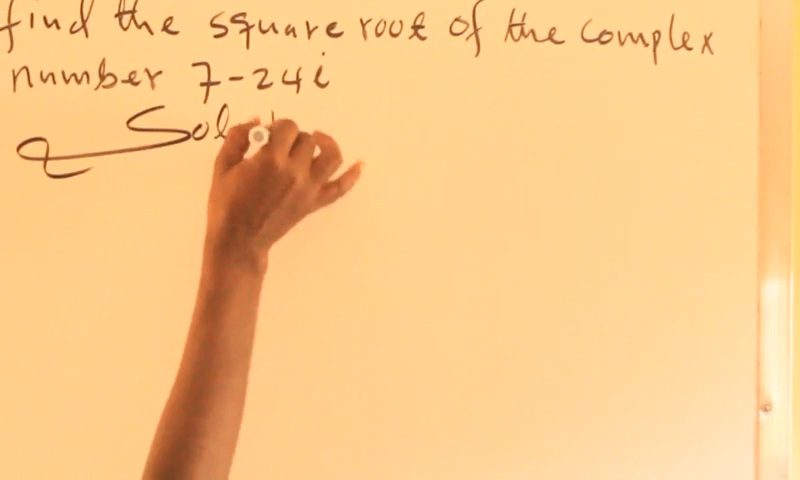 find the square root of the complex
number 7-24i
Sol